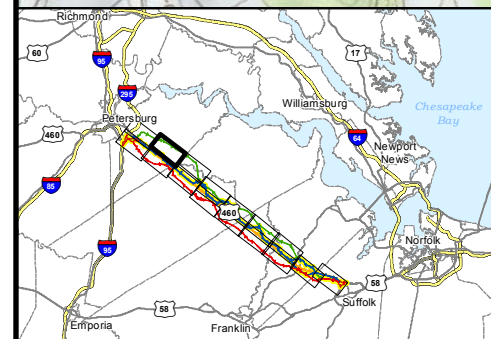 Richmond
60
95
17
295
Williamsburg
Chesapeake
Bay
Petersburg
460
64
Newport
News
85
460
95
Norfolk
58
Suffolk
58
Emporia
Franklin